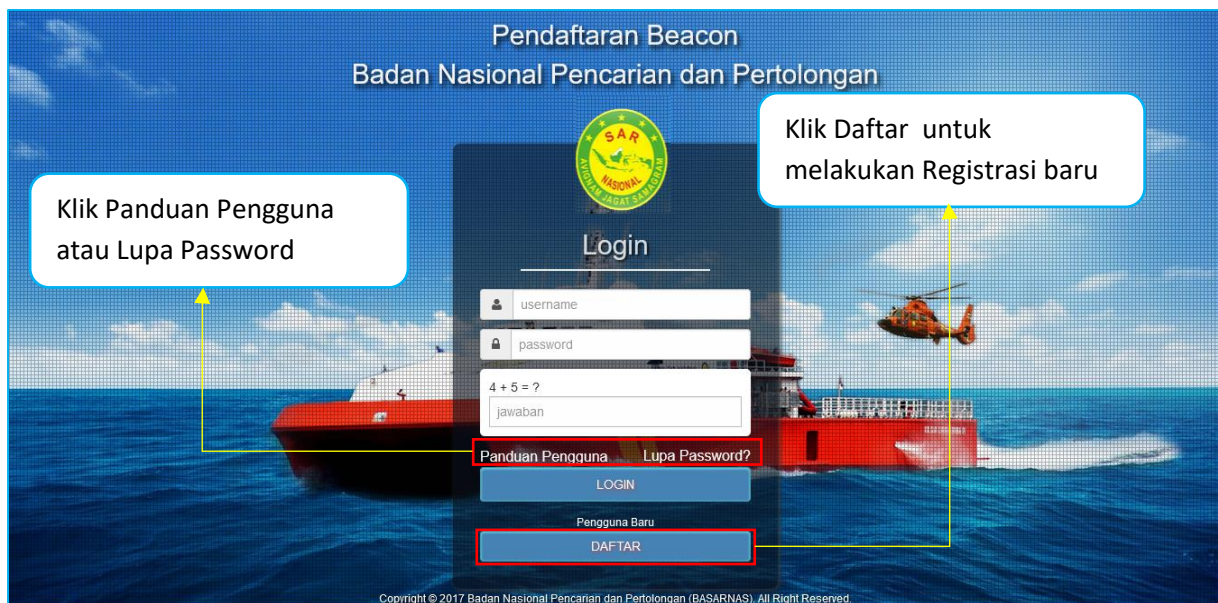 Pendaftaran Beacon
Badan Nasional Pencarian dan Pertolongan
Klik Daftar untuk
melakukan Registrasi baru
Klik Panduan Pengguna
atau Lupa Password
SAR
NASIONAL
AVIGNAM JAGAT SAMAGRAM
Login
username
password
4 + 5 = ?
jawaban
Panduan Pengguna Lupa Password?
LOGIN
Pengguna Baru
DAFTAR
Copyright © 2017 Badan Nasional Pencarian dan Pertolongan (BASARNAS). All Right Reserved.